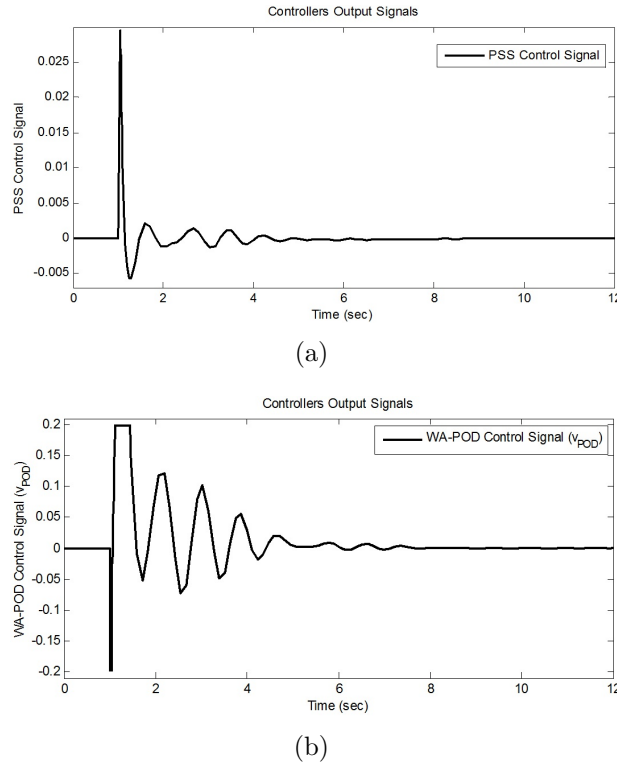 Controllers Output Signals
PSS Control Signal
PSS Control Signal
0.025
0.02
0.015
0.01
0.005
0
-0.005
0 2 4 6 8 10 12
Time (sec)
(a)
Controllers Output Signals
WA-POD Control Signal (vPOD)
WA-POD Control Signal (vPOD)
0.2
0.15
0.1
0.05
0
-0.05
-0.1
-0.15
-0.2
0 2 4 6 8 10 12
Time (sec)
(b)